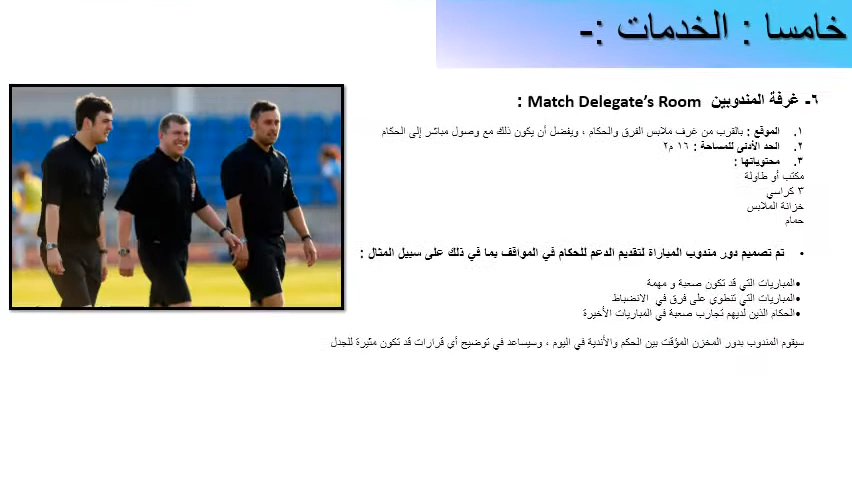 خامسا : الخدمات :-
٦- غرفة المندوبين Match Delegate’s Room :
١. الموقع : بالقرب من غرف ملابس الفرق والحكام ، ويفضل أن يكون ذلك مع وصول مباشر إلى الحكام
٢. الحد الأدنى للمساحة : ١٦ م٢
٣. محتوياتها :
مكتب أو طاولة
٣ كراسي
خزانة الملابس
حمام
• تم تصميم دور مندوب المباراة لتقديم الدعم للحكام في المواقف بما في ذلك على سبيل المثال :
•المباريات التي قد تكون صعبة و مهمة
•المباريات التي تنطوي على فرق في الانضباط
•الحكام الذين لديهم تجارب صعبة في المباريات الأخيرة
سيقوم المندوب بدور المخزن المؤقت بين الحكم والأندية في اليوم ، وسيساعد في توضيح أي قرارات قد تكون مثيرة للجدل